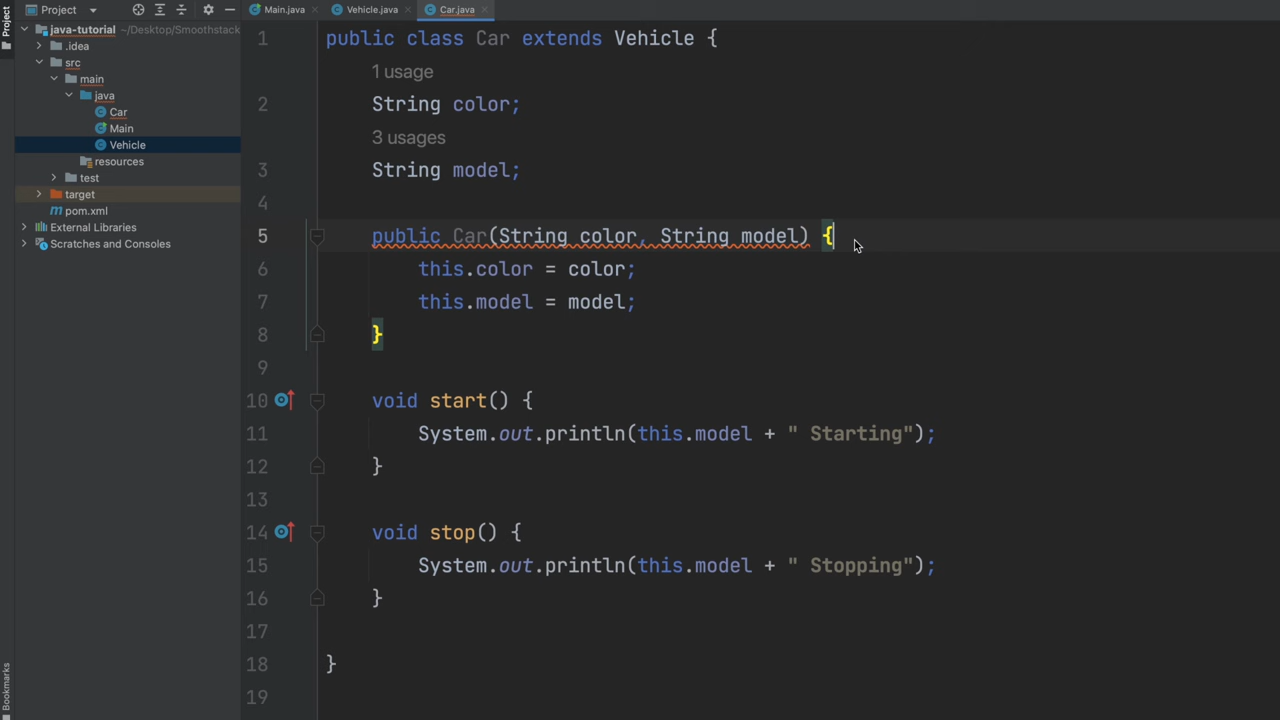 Project
Main.java
Vehicle.java
Car.java
Project
java-tutorial ~/Desktop/Smoothstack
.idea
src
main
java
Car
Main
Vehicle
resources
test
target
pom.xml
External Libraries
Scratches and Consoles
Bookmarks
1 public class Car extends Vehicle {
1 usage
2 String color;
3 usages
3 String model;
4
5 public Car(String color, String model) {
6 this.color = color;
7 this.model = model;
8 }
9
10 void start() {
11 System.out.println(this.model + " Starting");
12 }
13
14 void stop() {
15 System.out.println(this.model + " Stopping");
16 }
17
18 }
19